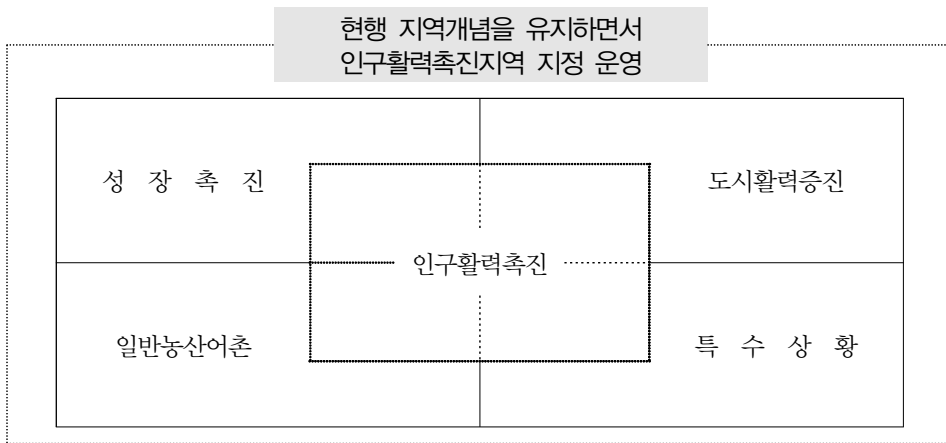 현행 지역개념을 유지하면서
인구활력촉진지역 지정 운영
성 장 촉 진
도시활력증진
인구활력촉진
일반농산어촌
특 수 상 황